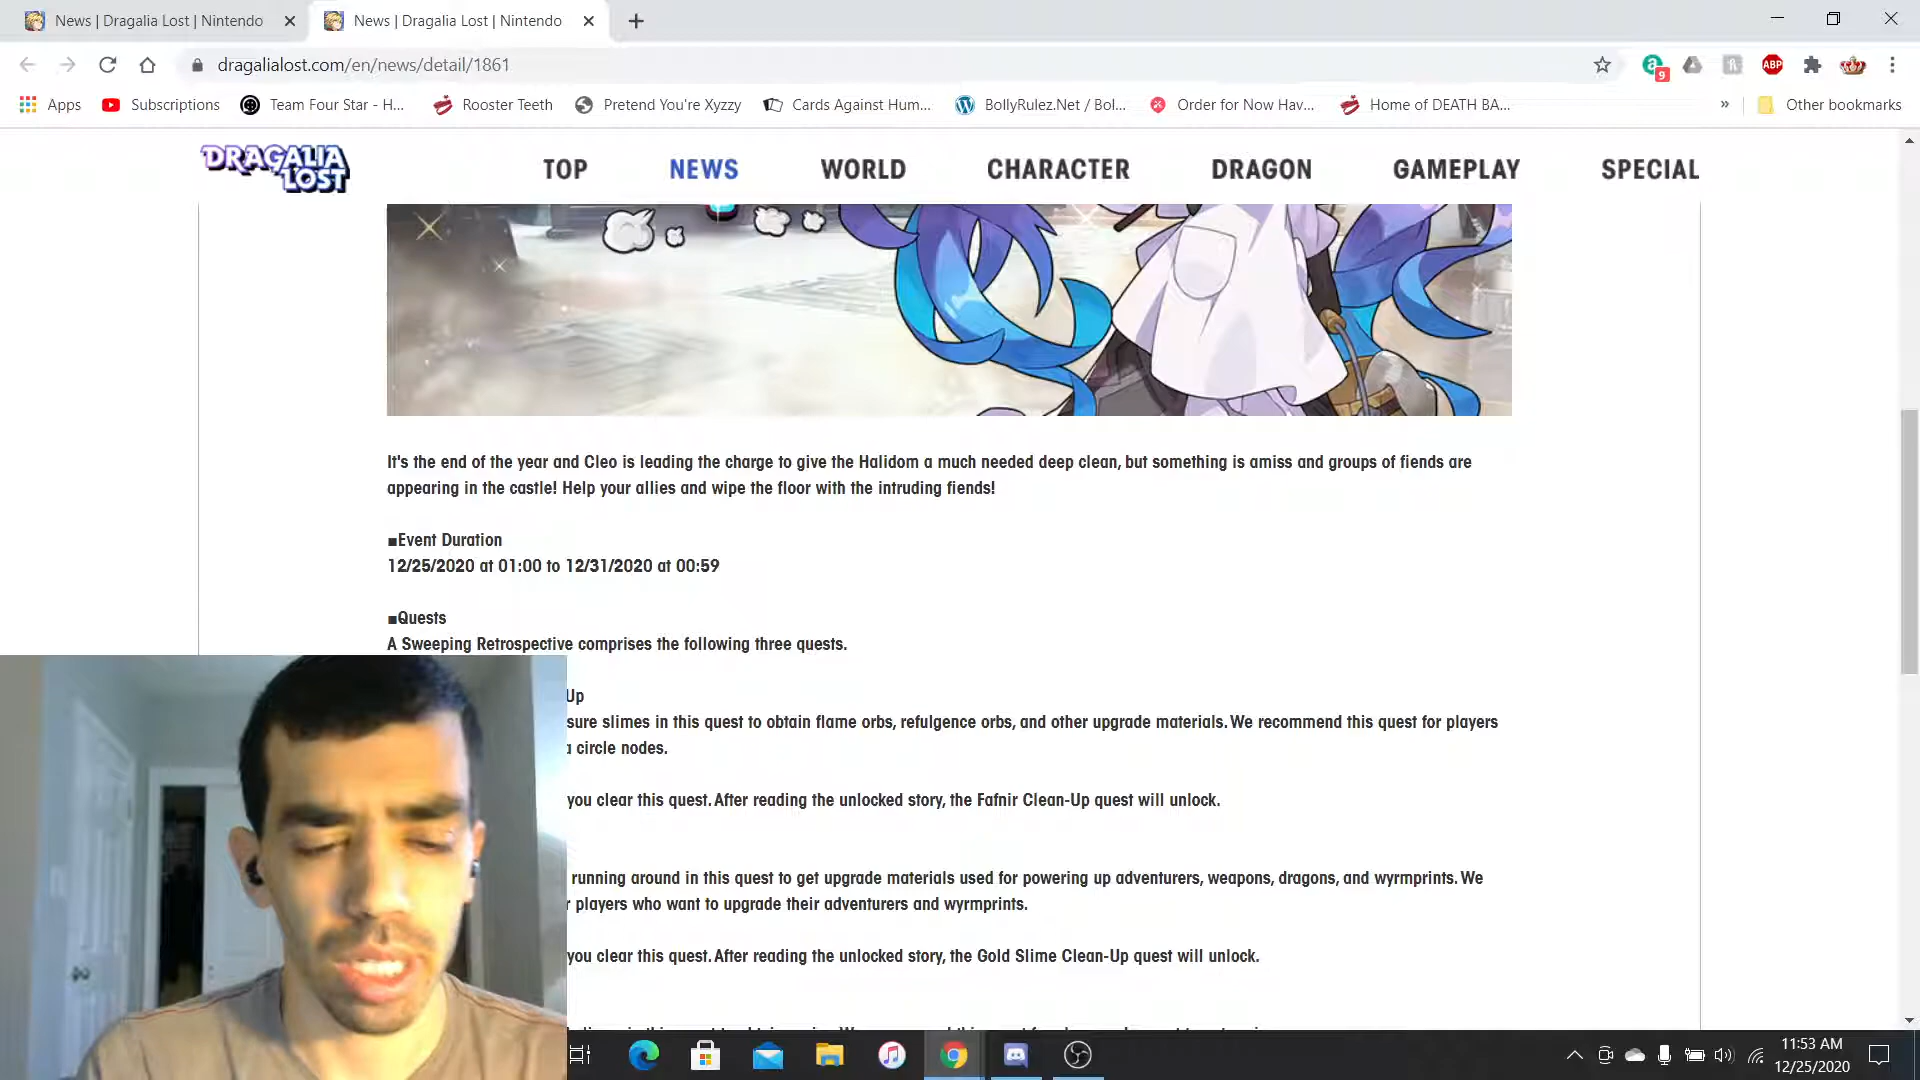 News | Dragalia Lost | Nintendo
News | Dragalia Lost | Nintendo
dragalialost.com/en/news/detail/1861
9
ABP
Apps
Subscriptions
Team Four Star - H...
Rooster Teeth
Pretend You're Xyzzy
Cards Against Hum...
BollyRulez.Net / Bol...
Order for Now Hav...
Home of DEATH BA...
»
Other bookmarks
DRAGALIA LOST
TOP
NEWS
WORLD
CHARACTER
DRAGON
GAMEPLAY
SPECIAL
It's the end of the year and Cleo is leading the charge to give the Halidom a much needed deep clean, but something is amiss and groups of fiends are
appearing in the castle! Help your allies and wipe the floor with the intruding fiends!
■Event Duration
12/25/2020 at 01:00 to 12/31/2020 at 00:59
■Quests
A Sweeping Retrospective comprises the following three quests.
Up
sure slimes in this quest to obtain flame orbs, refulgence orbs, and other upgrade materials. We recommend this quest for players
circle nodes.
you clear this quest. After reading the unlocked story, the Fafnir Clean-Up quest will unlock.
running around in this quest to get upgrade materials used for powering up adventurers, weapons, dragons, and wyrmprints. We
players who want to upgrade their adventurers and wyrmprints.
you clear this quest. After reading the unlocked story, the Gold Slime Clean-Up quest will unlock.
11:53 AM
12/25/2020